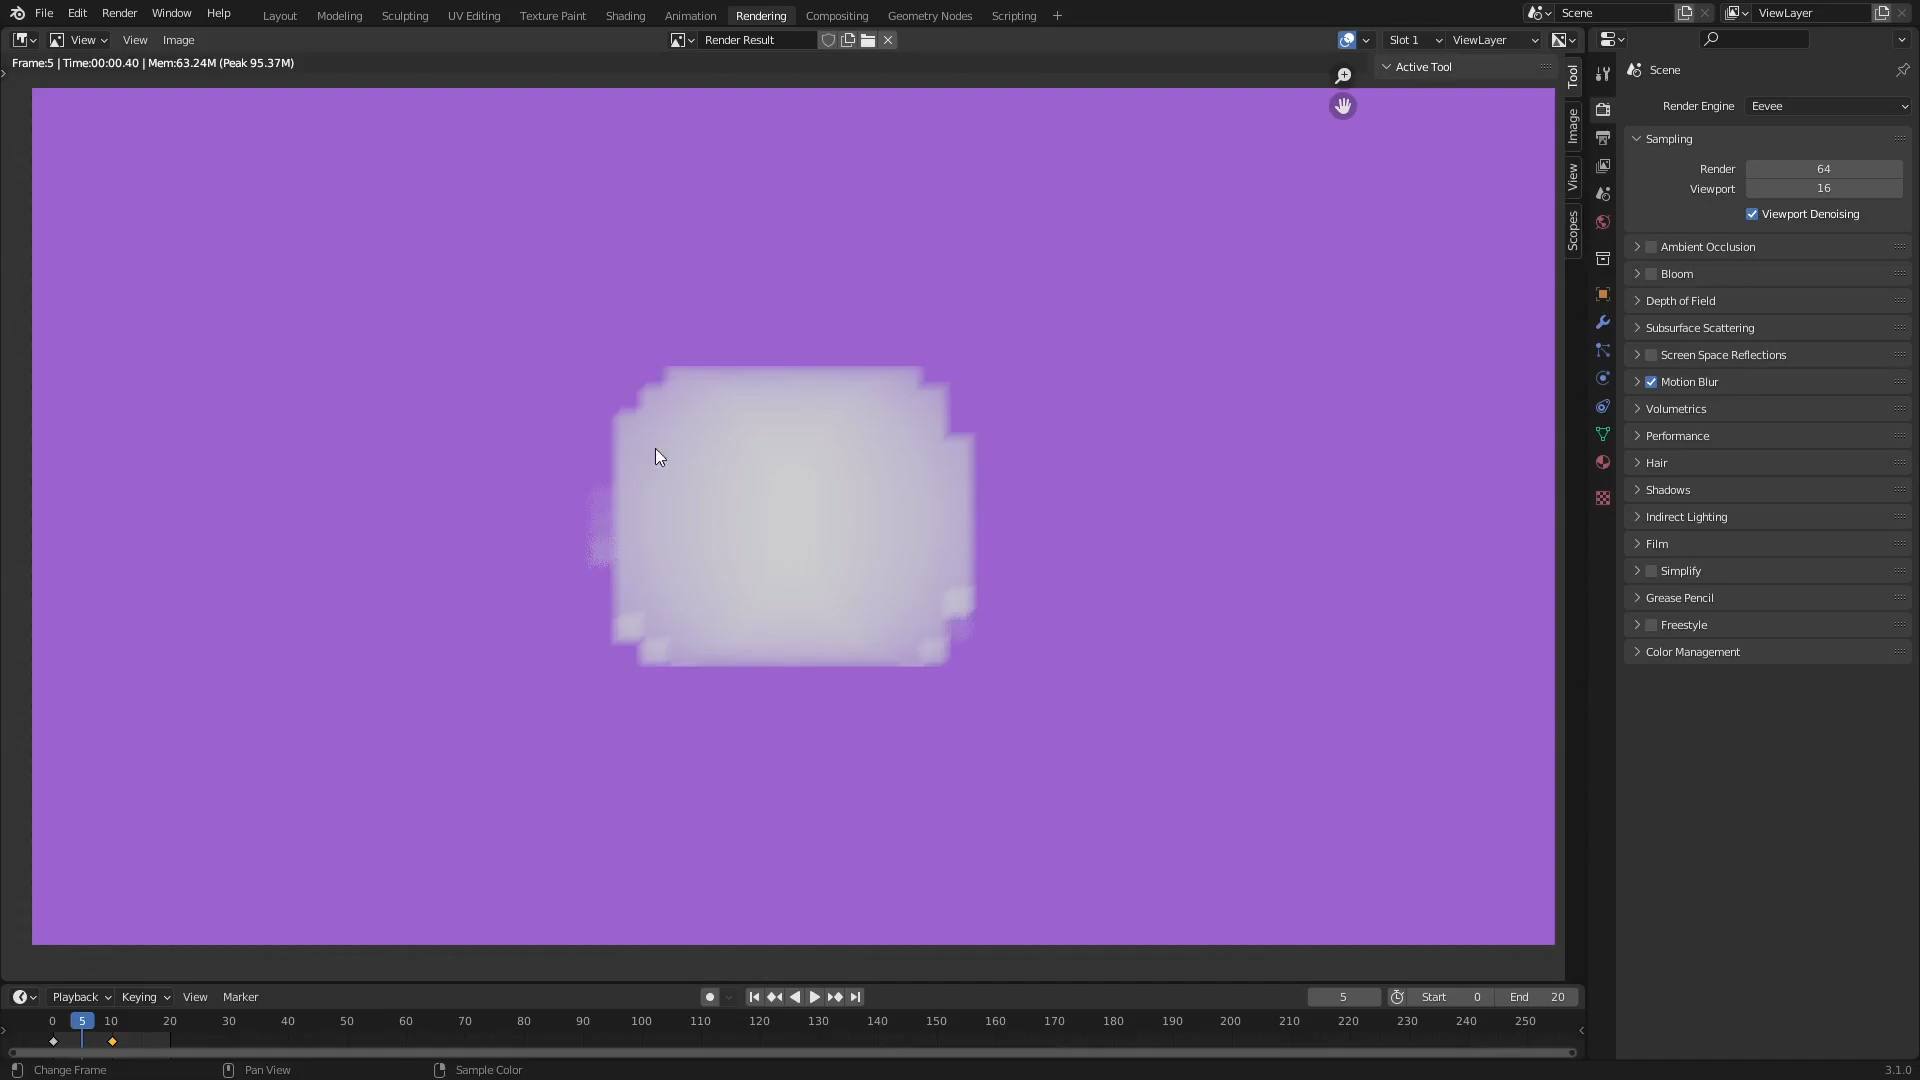 File Edit Render Window Help Layout Modeling Sculpting UV Editing Texture Paint Shading Animation Rendering Compositing Geometry Nodes Scripting + Scene ViewLayer
View View Image Render Result Slot 1 ViewLayer
Frame:5 | Time:00:00.40 | Mem:63.24M (Peak 95.37M)
Active Tool
Tool
Image
View
Scopes
Scene
Render Engine Eevee
Sampling
Render 64
Viewport 16
Viewport Denoising
Ambient Occlusion
Bloom
Depth of Field
Subsurface Scattering
Screen Space Reflections
Motion Blur
Volumetrics
Performance
Hair
Shadows
Indirect Lighting
Film
Simplify
Grease Pencil
Freestyle
Color Management
Playback Keying View Marker 5 Start 0 End 20
0 5 10 20 30 40 50 60 70 80 90 100 110 120 130 140 150 160 170 180 190 200 210 220 230 240 250
Change Frame Pan View Sample Color 3.1.0